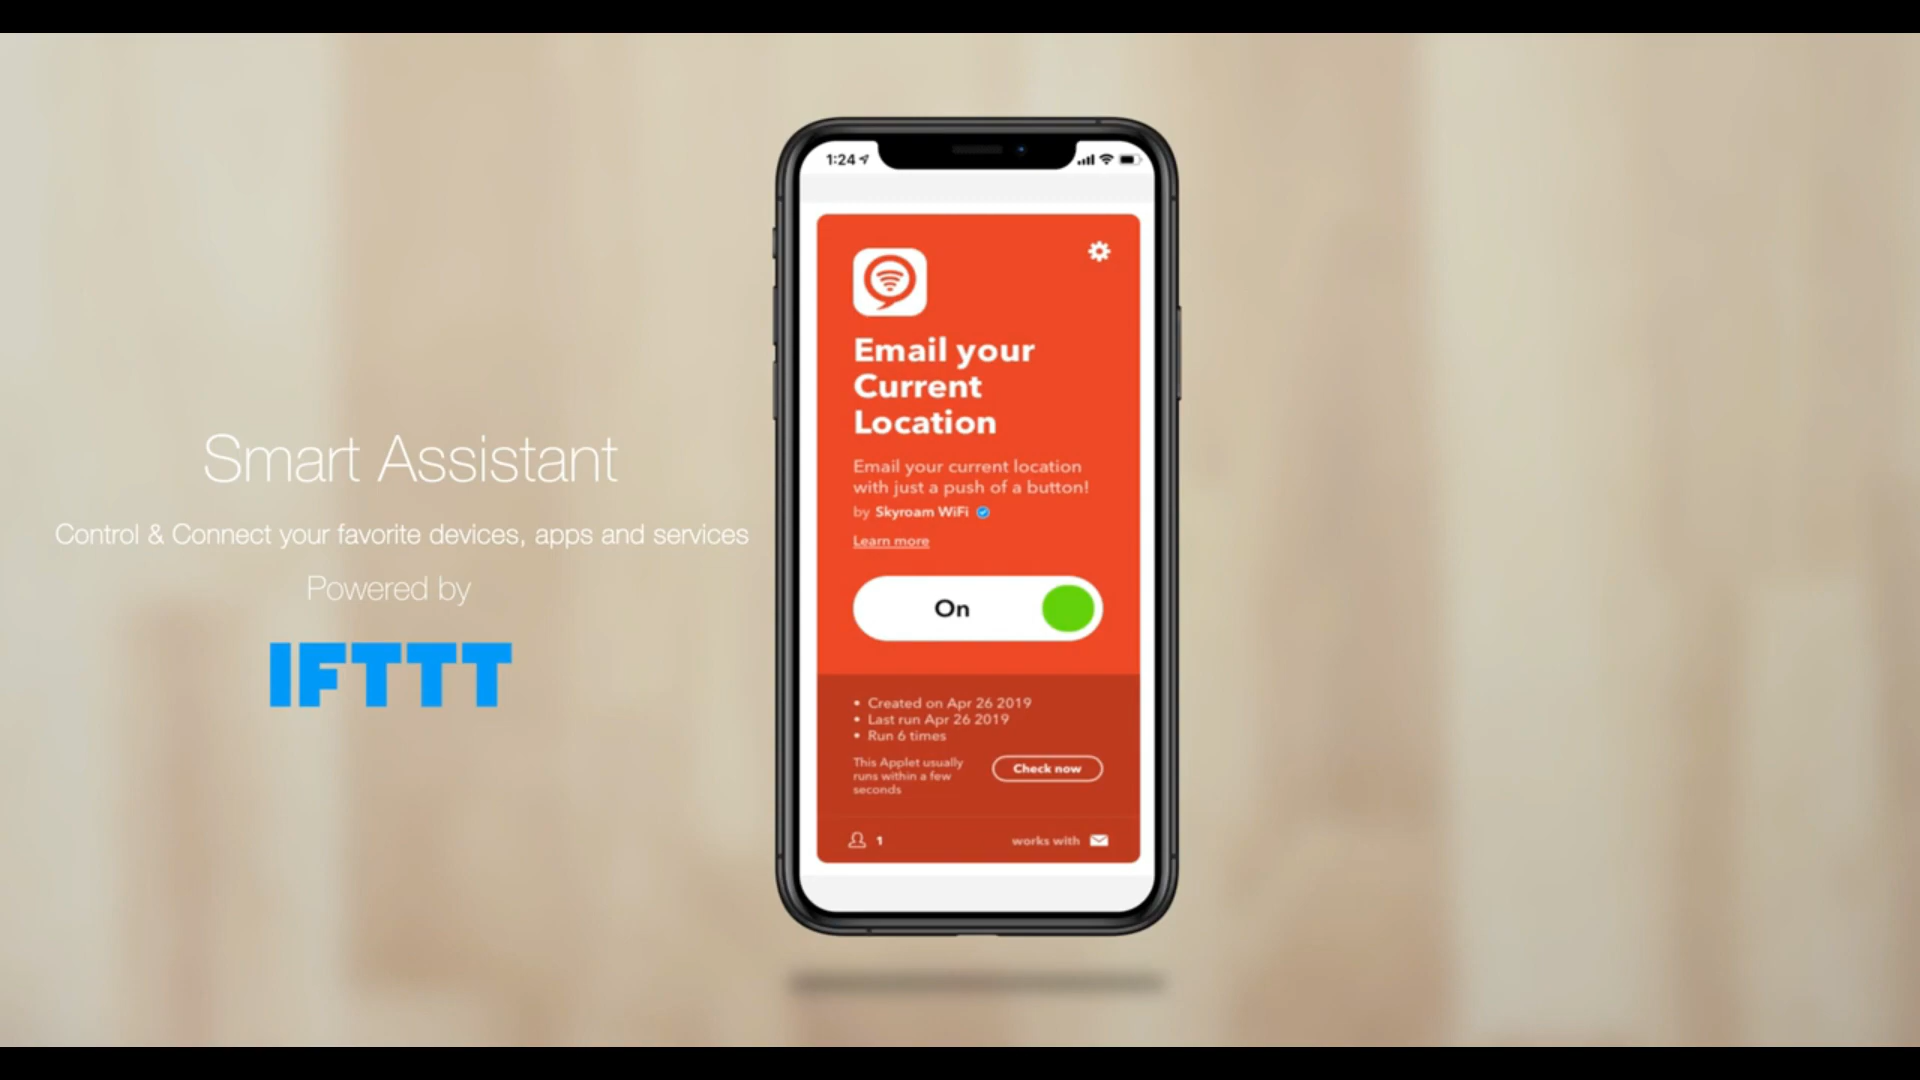 Smart Assistant
Control & Connect your favorite devices, apps and services
Powered by
IFTTT
1:24
Email your
Current
Location
Email your current location
with just a push of a button!
by Skyroam WiFi
Learn more
On
• Created on Apr 26 2019
• Last run Apr 26 2019
• Run 6 times
This Applet usually
runs within a few
seconds
Check now
1
works with